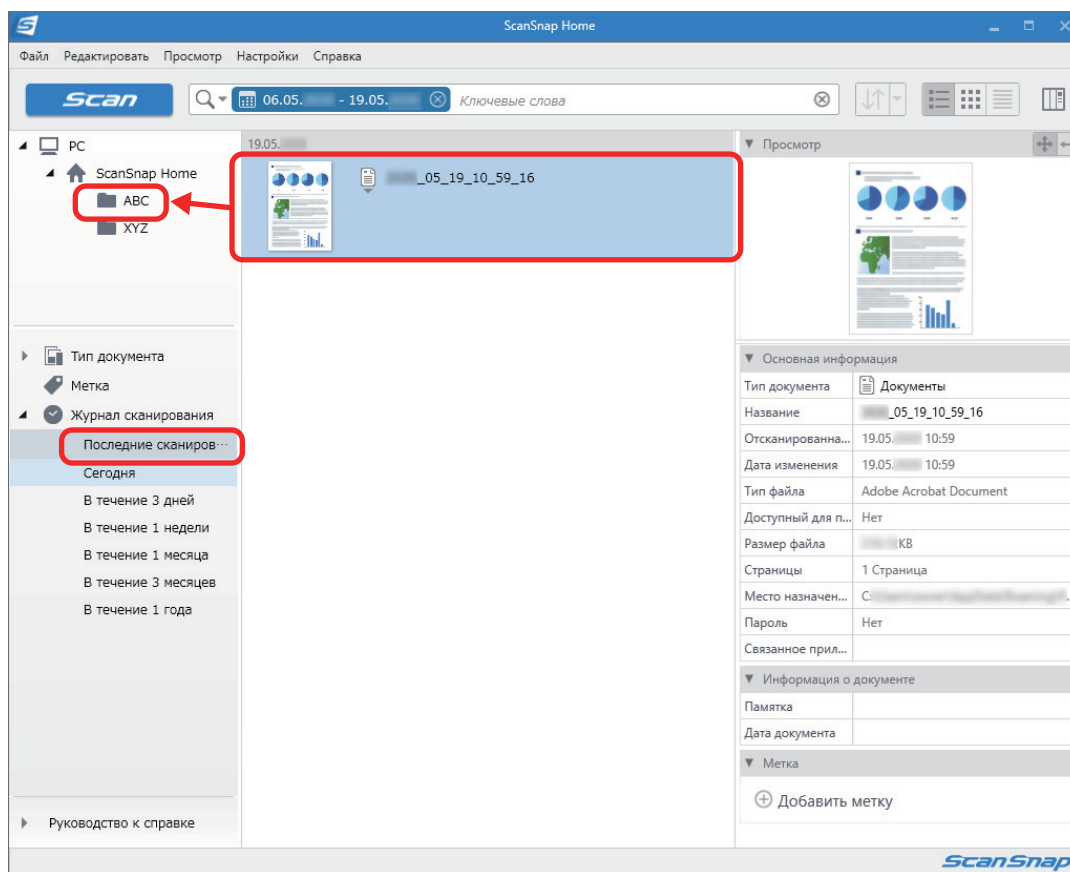 ScanSnap Home
Файл Редактировать Просмотр Настройки Справка
Scan 06.05. - 19.05. Ключевые слова
PC
ScanSnap Home
ABC
XYZ
19.05.
_05_19_10_59_16
Тип документа
Метка
Журнал сканирования
Последние сканиров...
Сегодня
В течение 3 дней
В течение 1 недели
В течение 1 месяца
В течение 3 месяцев
В течение 1 года
Руководство к справке
Просмотр
Основная информация
Тип документа Документы
Название _05_19_10_59_16
Отсканированна... 19.05. 10:59
Дата изменения 19.05. 10:59
Тип файла Adobe Acrobat Document
Доступный для п... Нет
Размер файла KB
Страницы 1 Страница
Место назначен... C:
Пароль Нет
Связанное прил...
Информация о документе
Памятка
Дата документа
Метка
Добавить метку
ScanSnap